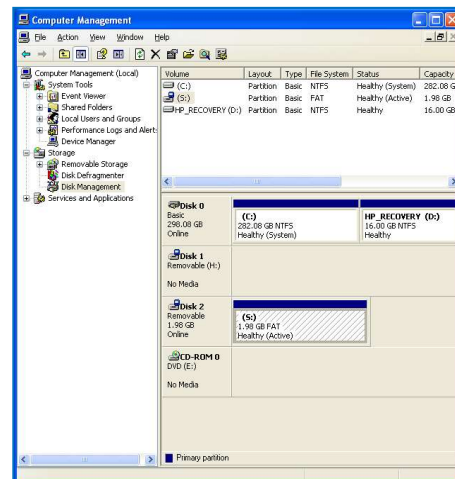 Computer Management
File Action View Window Help
Computer Management (Local)
System Tools
Event Viewer
Shared Folders
Local Users and Groups
Performance Logs and Alert
Device Manager
Storage
Removable Storage
Disk Defragmenter
Disk Management
Services and Applications
Volume Layout Type File System Status Capacity
(C:) Partition Basic NTFS Healthy (System) 282.08 G
(S:) Partition Basic FAT Healthy (Active) 1.98 GB
HP_RECOVERY (D:) Partition Basic NTFS Healthy 16.00 GB
Disk 0
Basic
298.08 GB
Online
(C:)
282.08 GB NTFS
Healthy (System)
HP_RECOVERY (D:)
16.00 GB NTFS
Healthy
Disk 1
Removable (H:)
No Media
Disk 2
Removable
1.98 GB
Online
(S:)
1.98 GB FAT
Healthy (Active)
CD-ROM 0
DVD (E:)
No Media
Primary partition